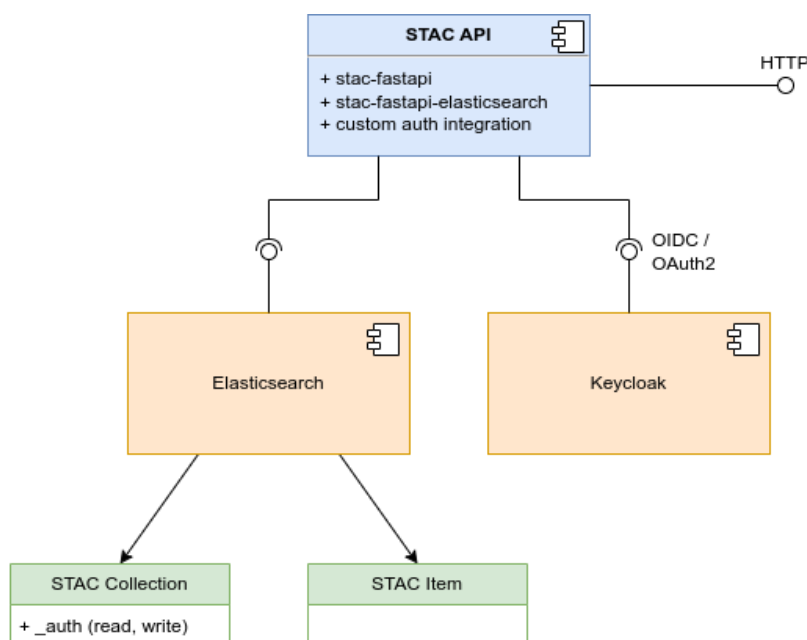 STAC API
+ stac-fastapi
+ stac-fastapi-elasticsearch
+ custom auth integration
HTTP
OIDC /
OAuth2
Elasticsearch
Keycloak
STAC Collection
+ _auth (read, write)
STAC Item